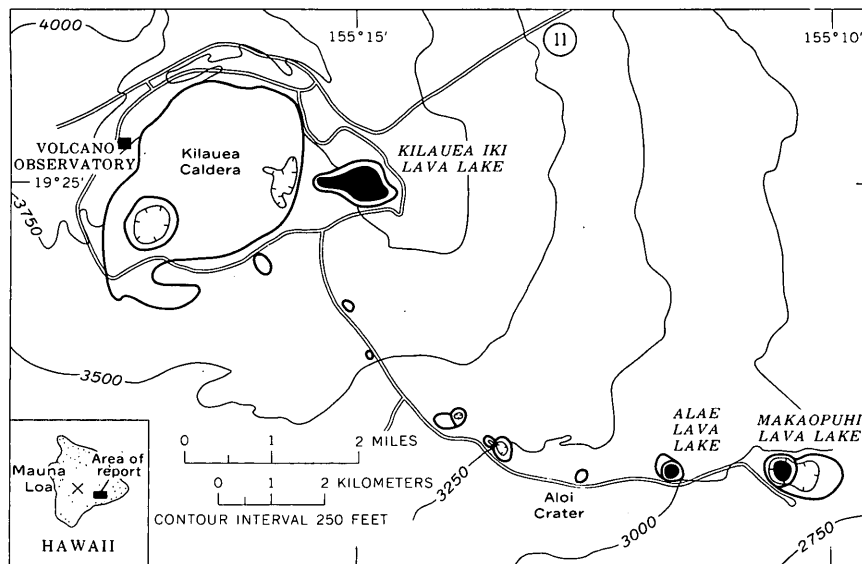 4000
155°15'
11
155°10'
VOLCANO
OBSERVATORY
Kilauea
Caldera
KILAUEA IKI
LAVA LAKE
19°25'
3750
3500
ALAE
LAVA
LAKE
MAKAOPUHI
LAVA LAKE
0 1 2 MILES
0 1 2 KILOMETERS
CONTOUR INTERVAL 250 FEET
3250
Aloi
Crater
3000
2750
Mauna
Loa
Area of
report
HAWAII